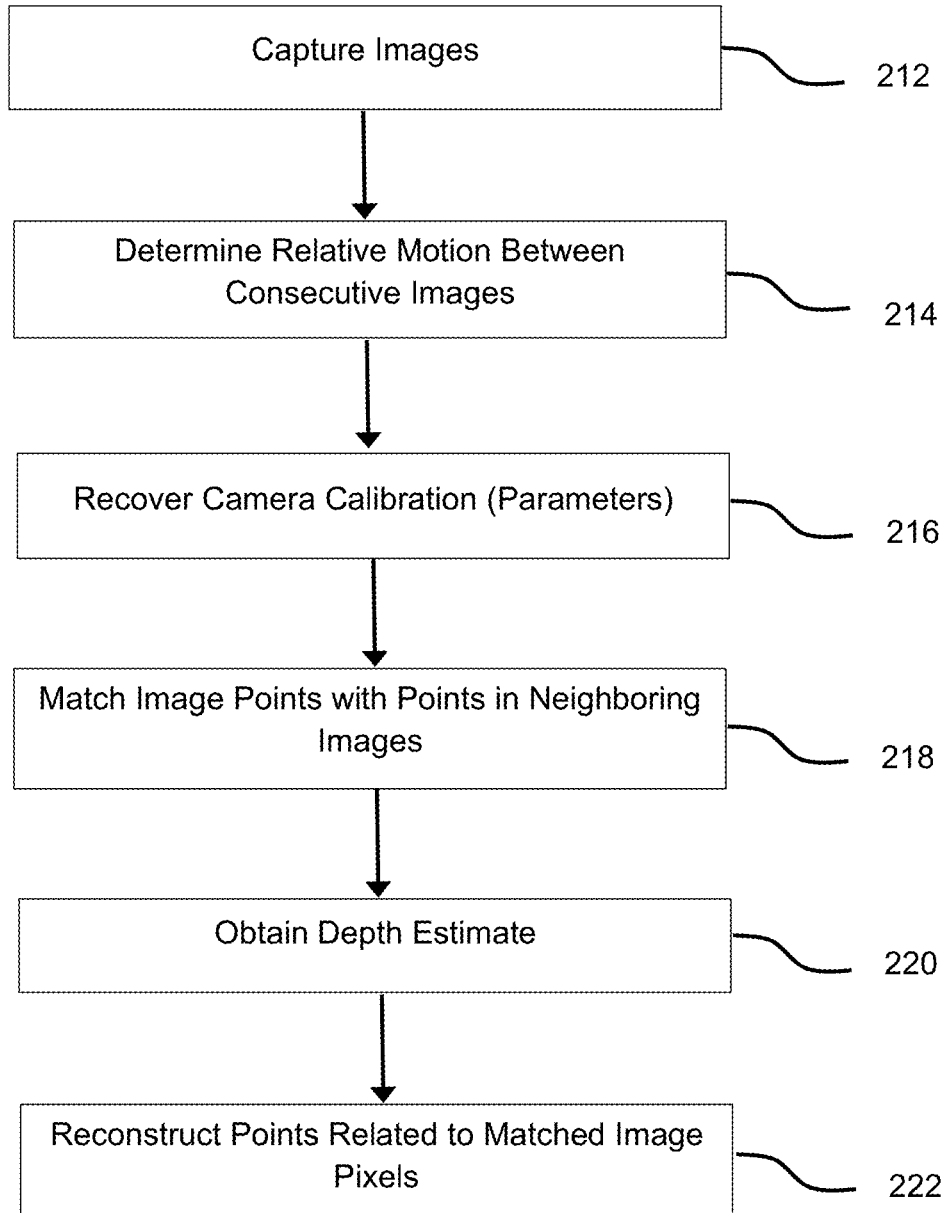 Capture Images
212
Determine Relative Motion Between
Consecutive Images
214
Recover Camera Calibration (Parameters)
216
Match Image Points with Points in Neighboring
Images
218
Obtain Depth Estimate
220
Reconstruct Points Related to Matched Image
Pixels
222